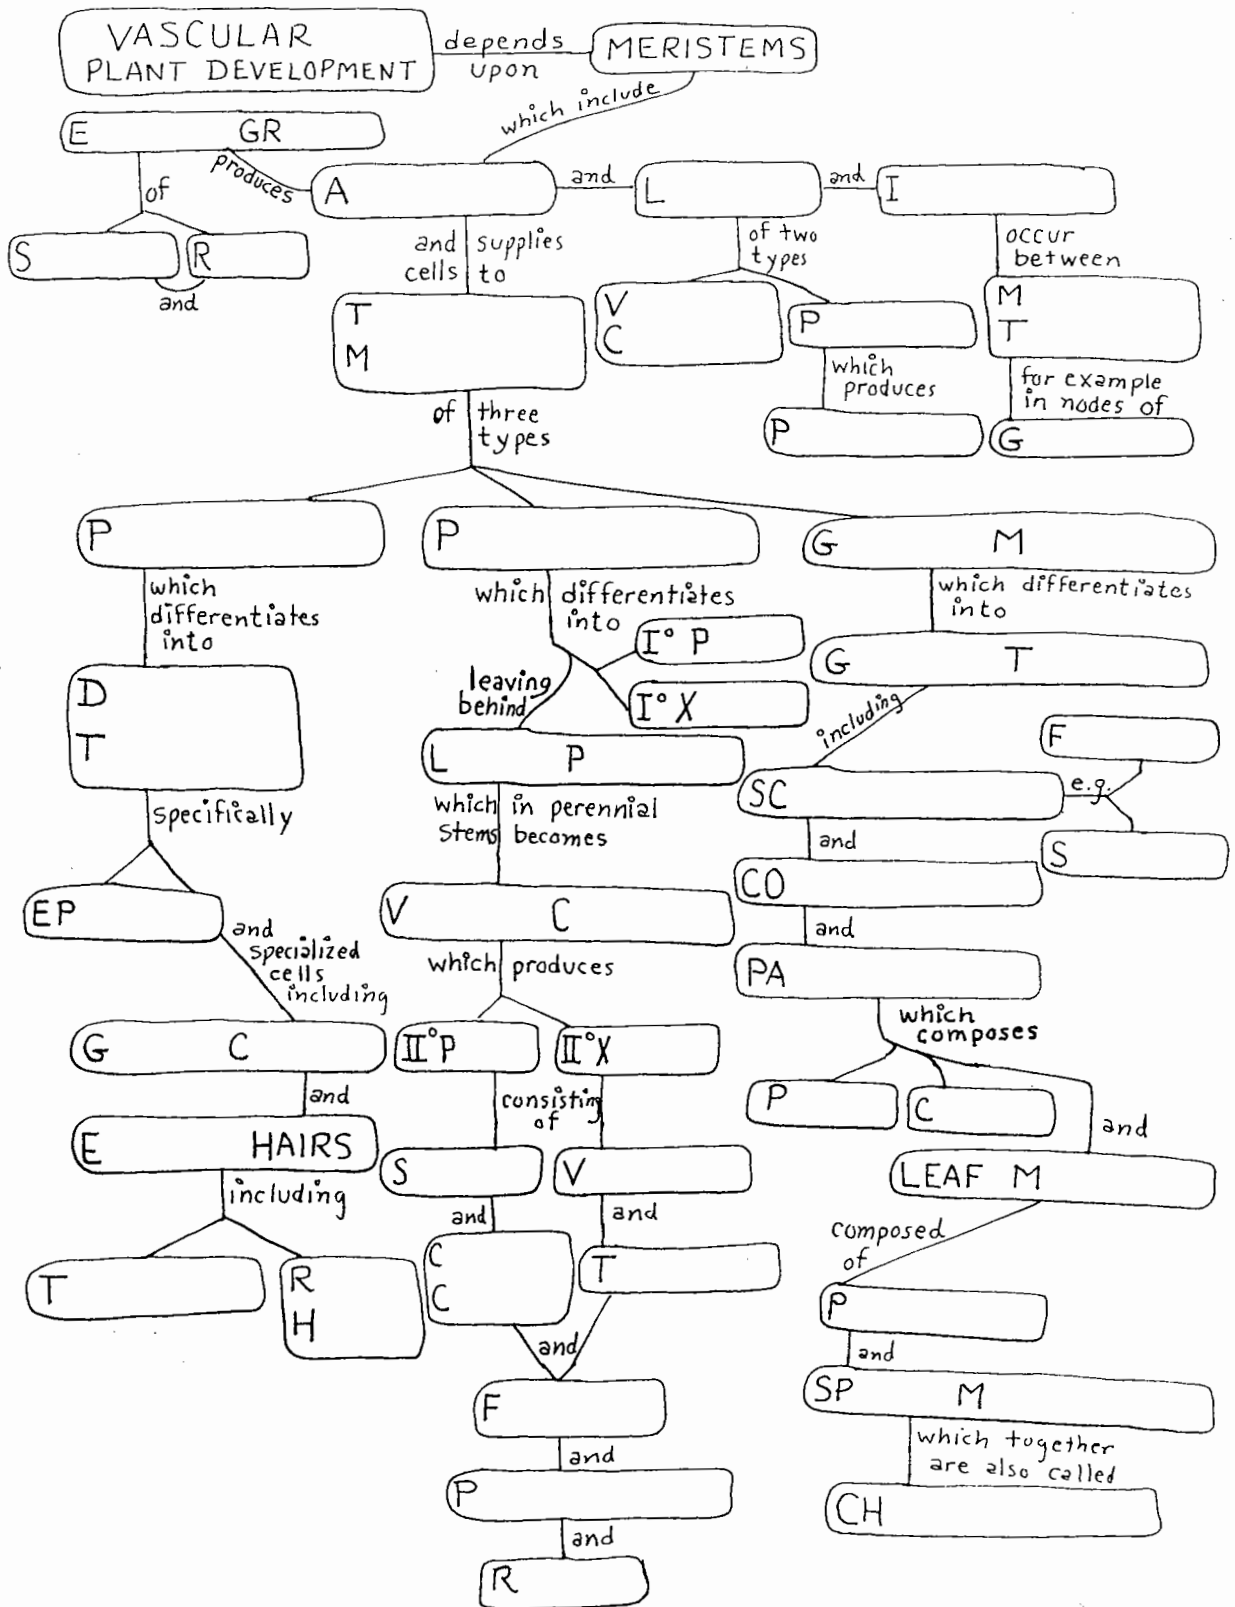 VASCULAR
PLANT DEVELOPMENT
depends
upon
MERISTEMS
which include
E GR
produces
of
S
R
and
A
and
L
and
I
and supplies
cells to
T
M
of two
types
V
C
P
which
produces
P
occur
between
M
T
for example
in nodes of
G
of three
types
P
which
differentiates
into
D
T
specifically
EP
and
specialized
cells
including
G C
and
E HAIRS
including
T
R
H
P
which differentiates
into
I° P
I° X
leaving
behind
L P
which in perennial
stems becomes
V C
which produces
II° P
II° X
consisting
of
S
V
and
and
C
C
T
and
F
and
P
and
R
G M
which differentiates
into
G T
including
SC
e.g.
F
S
and
CO
and
PA
which
composes
P
C
and
LEAF M
composed
of
P
and
SP M
which together
are also called
CH